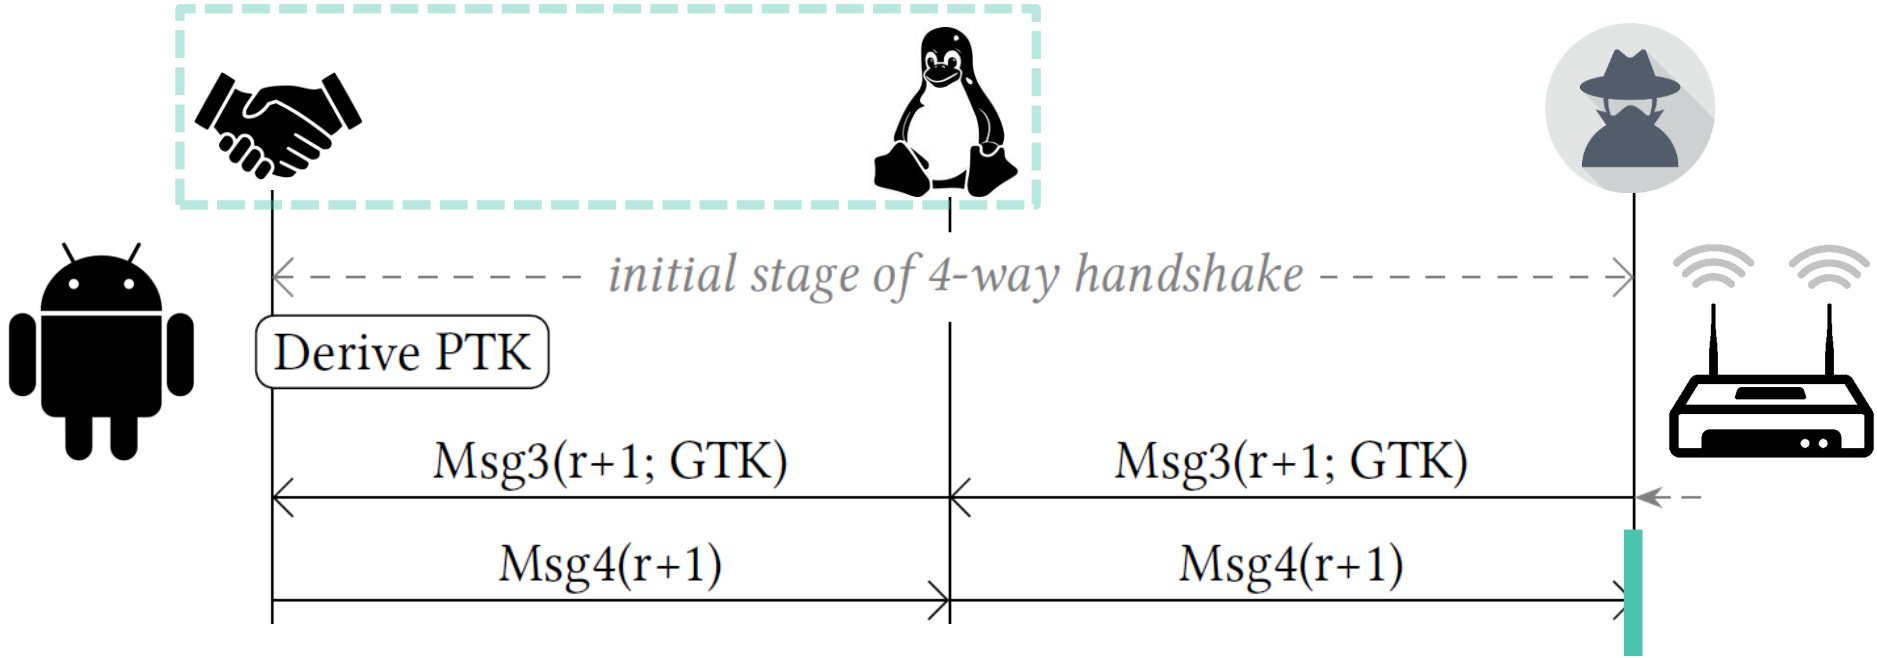 initial stage of 4-way handshake
Derive PTK
Msg3(r+1; GTK)
Msg3(r+1; GTK)
Msg4(r+1)
Msg4(r+1)